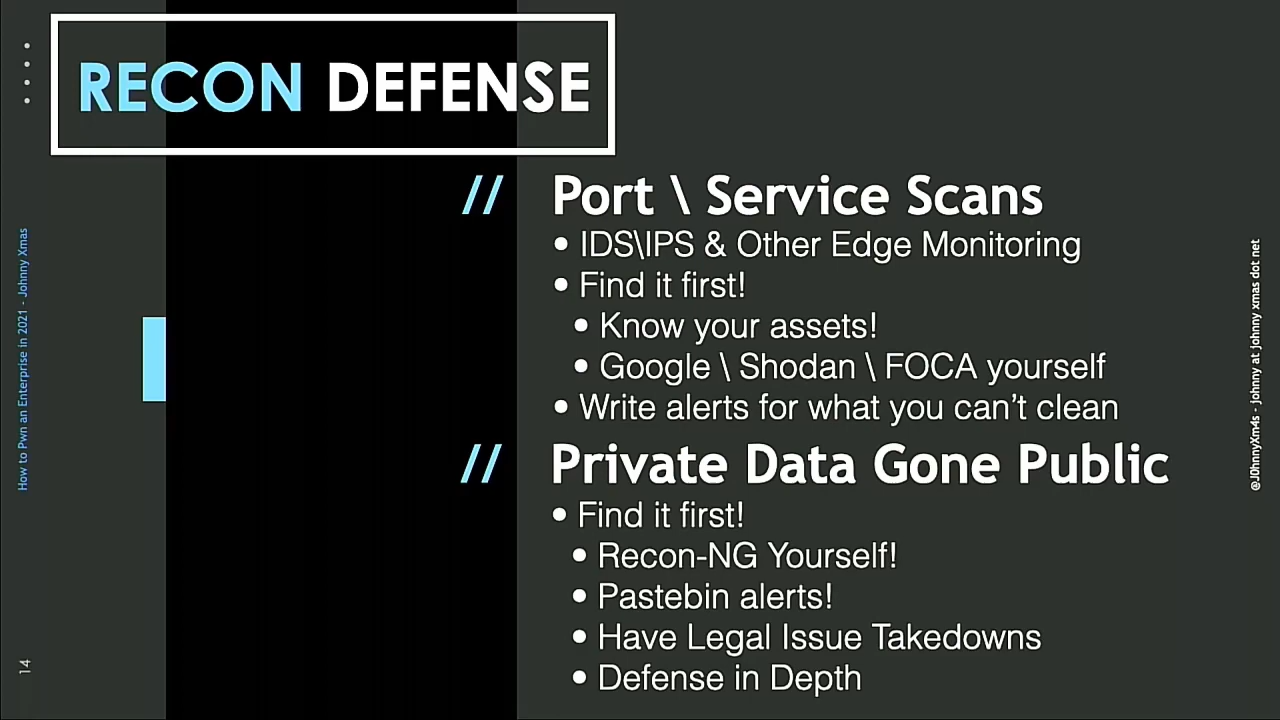 RECON DEFENSE
// Port \ Service Scans
• IDS\IPS & Other Edge Monitoring
• Find it first!
• Know your assets!
• Google \ Shodan \ FOCA yourself
• Write alerts for what you can’t clean
// Private Data Gone Public
• Find it first!
• Recon-NG Yourself!
• Pastebin alerts!
• Have Legal Issue Takedowns
• Defense in Depth
How to Pwn an Enterprise in 2021 - Johnny Xmas
14
@J0hnnyXm4s - johnny at johnny xmas dot net